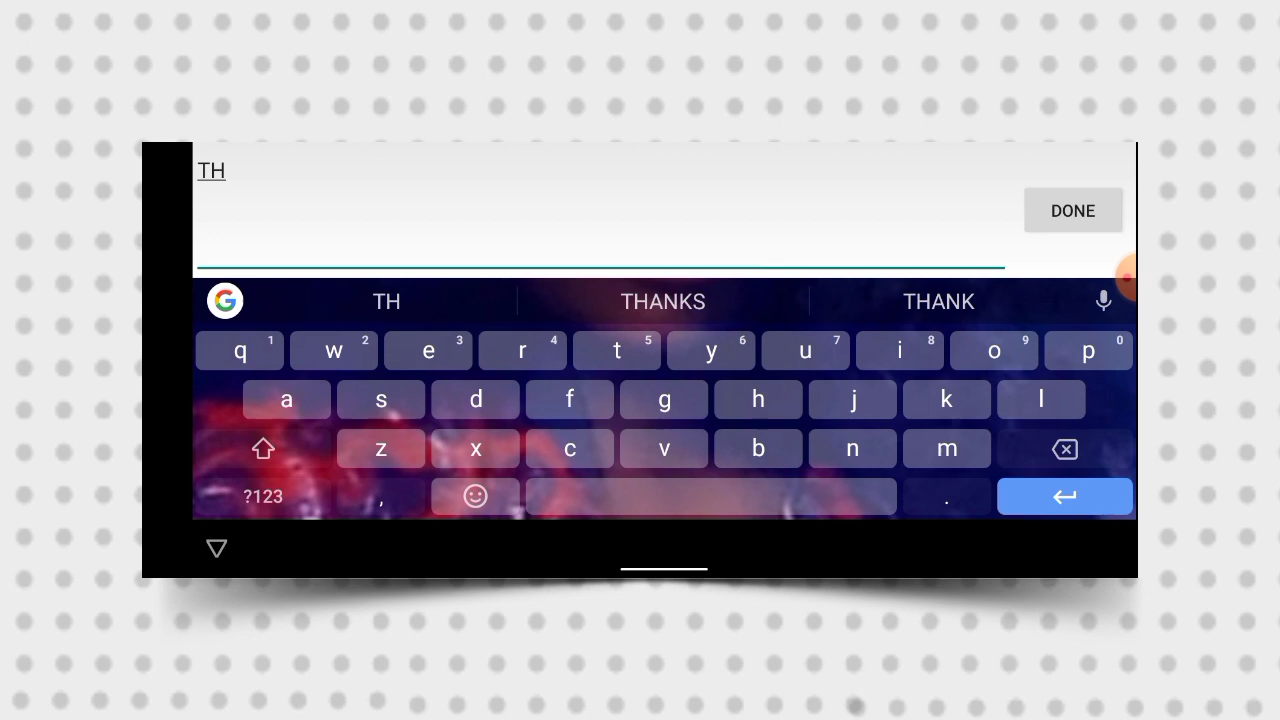 TH
DONE
G TH THANKS THANK
q 1 w 2 e 3 r 4 t 5 y 6 u 7 i 8 o 9 p 0
a s d f g h j k l
z x c v b n m
?123 , .